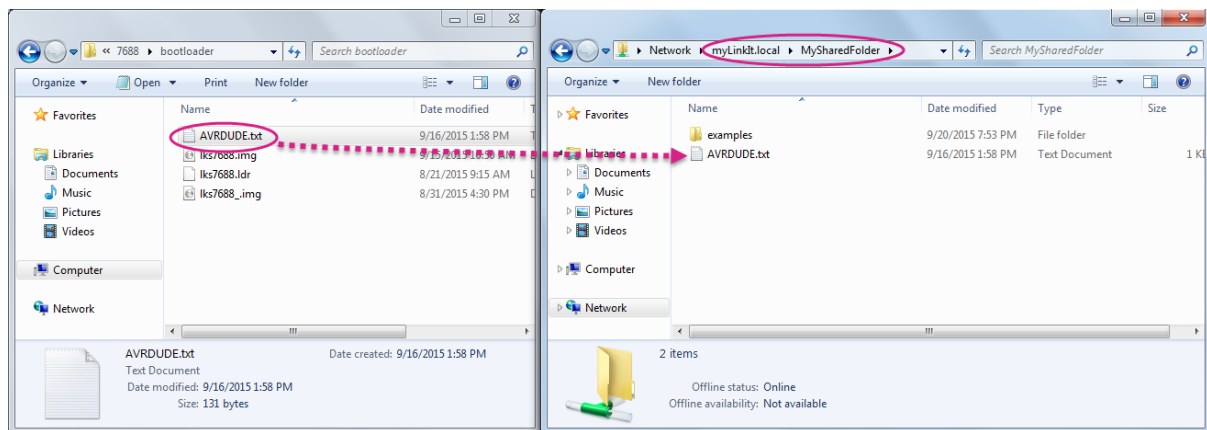 « 7688 ▸ bootloader
Search bootloader
Organize
Open
Print
New folder
Favorites
Libraries
Documents
Music
Pictures
Videos
Computer
Network
Name
Date modified
AVRDUDE.txt
9/16/2015 1:58 PM
lks7688.img
lks7688.ldr
8/21/2015 9:15 AM
lks7688_.img
8/31/2015 4:30 PM
AVRDUDE.txt
Date created: 9/16/2015 1:58 PM
Text Document
Date modified: 9/16/2015 1:58 PM
Size: 131 bytes
Network ▸ myLinkIt.local ▸ MySharedFolder ▸
Search MySharedFolder
Organize
New folder
Favorites
Libraries
Documents
Music
Pictures
Videos
Computer
Network
Name
Date modified
Type
Size
examples
9/20/2015 7:53 PM
File folder
AVRDUDE.txt
9/16/2015 1:58 PM
Text Document
2 items
Offline status: Online
Offline availability: Not available